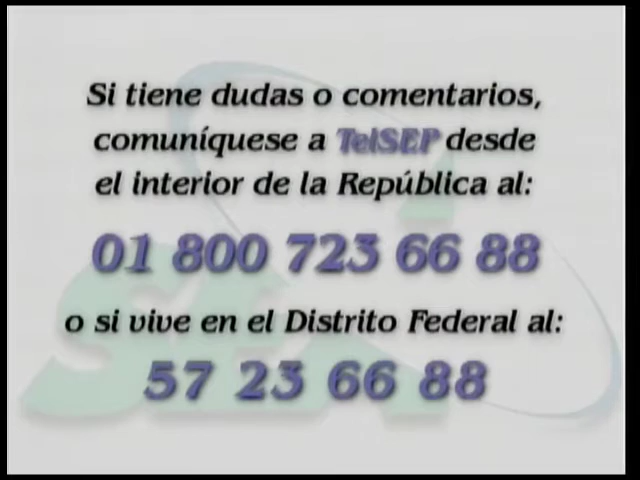 Si tiene dudas o comentarios,
comuníquese a TelSEP desde
el interior de la República al:
01 800 723 66 88
o si vive en el Distrito Federal al:
57 23 66 88